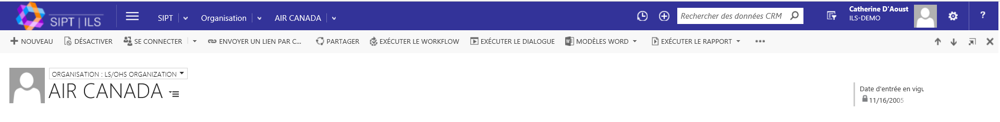 SIPT | ILS
SIPT
Organisation
AIR CANADA
Rechercher des données CRM
Catherine D'Aoust
ILS-DEMO
?
NOUVEAU
DÉSACTIVER
SE CONNECTER
ENVOYER UN LIEN PAR C...
PARTAGER
EXÉCUTER LE WORKFLOW
EXÉCUTER LE DIALOGUE
MODÈLES WORD
EXÉCUTER LE RAPPORT
ORGANISATION : LS/OHS ORGANIZATION
AIR CANADA
Date d'entrée en vigu
11/16/2005